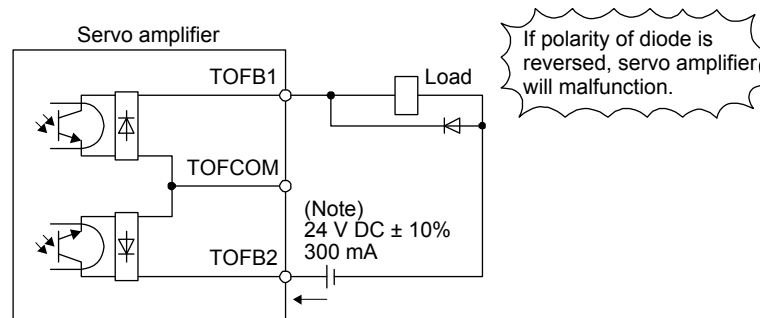 Servo amplifier
If polarity of diode is
reversed, servo amplifier
will malfunction.
TOFB1
Load
TOFCOM
(Note)
24 V DC ± 10%
300 mA
TOFB2